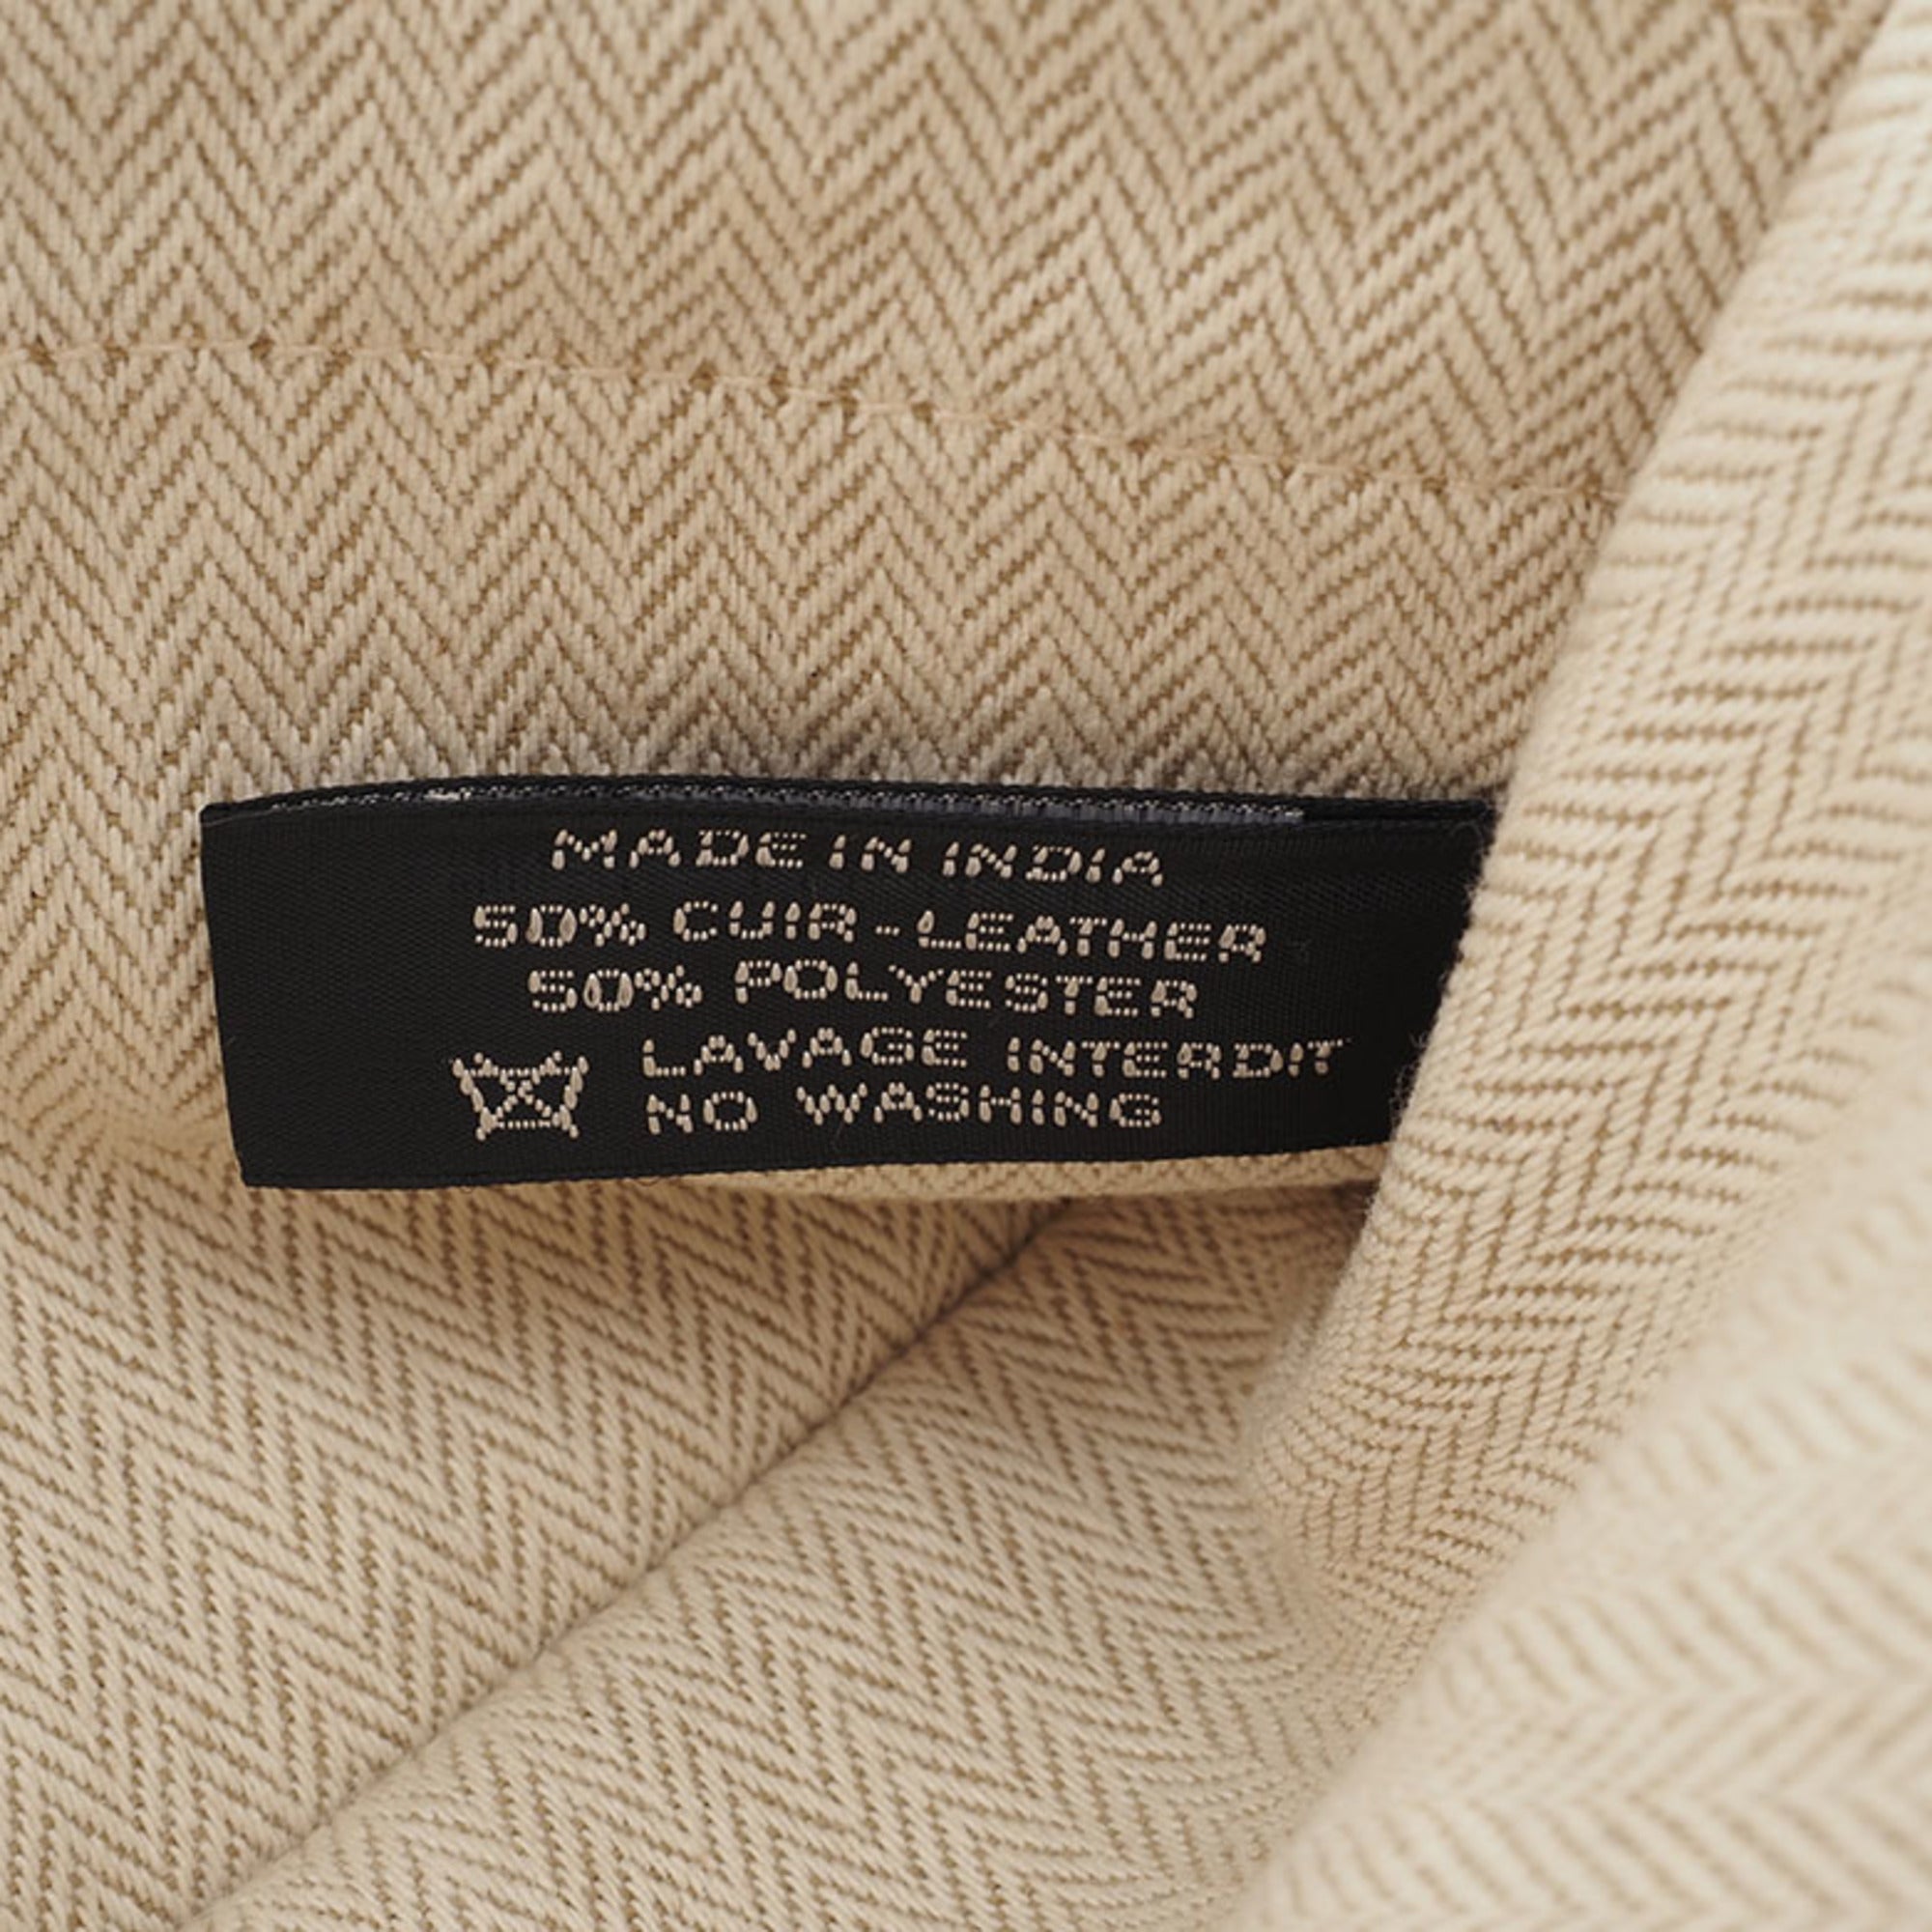 MADE IN INDIA
50% CUIR-LEATHER
50% POLYESTER
LAVAGE INTERDIT
NO WASHING